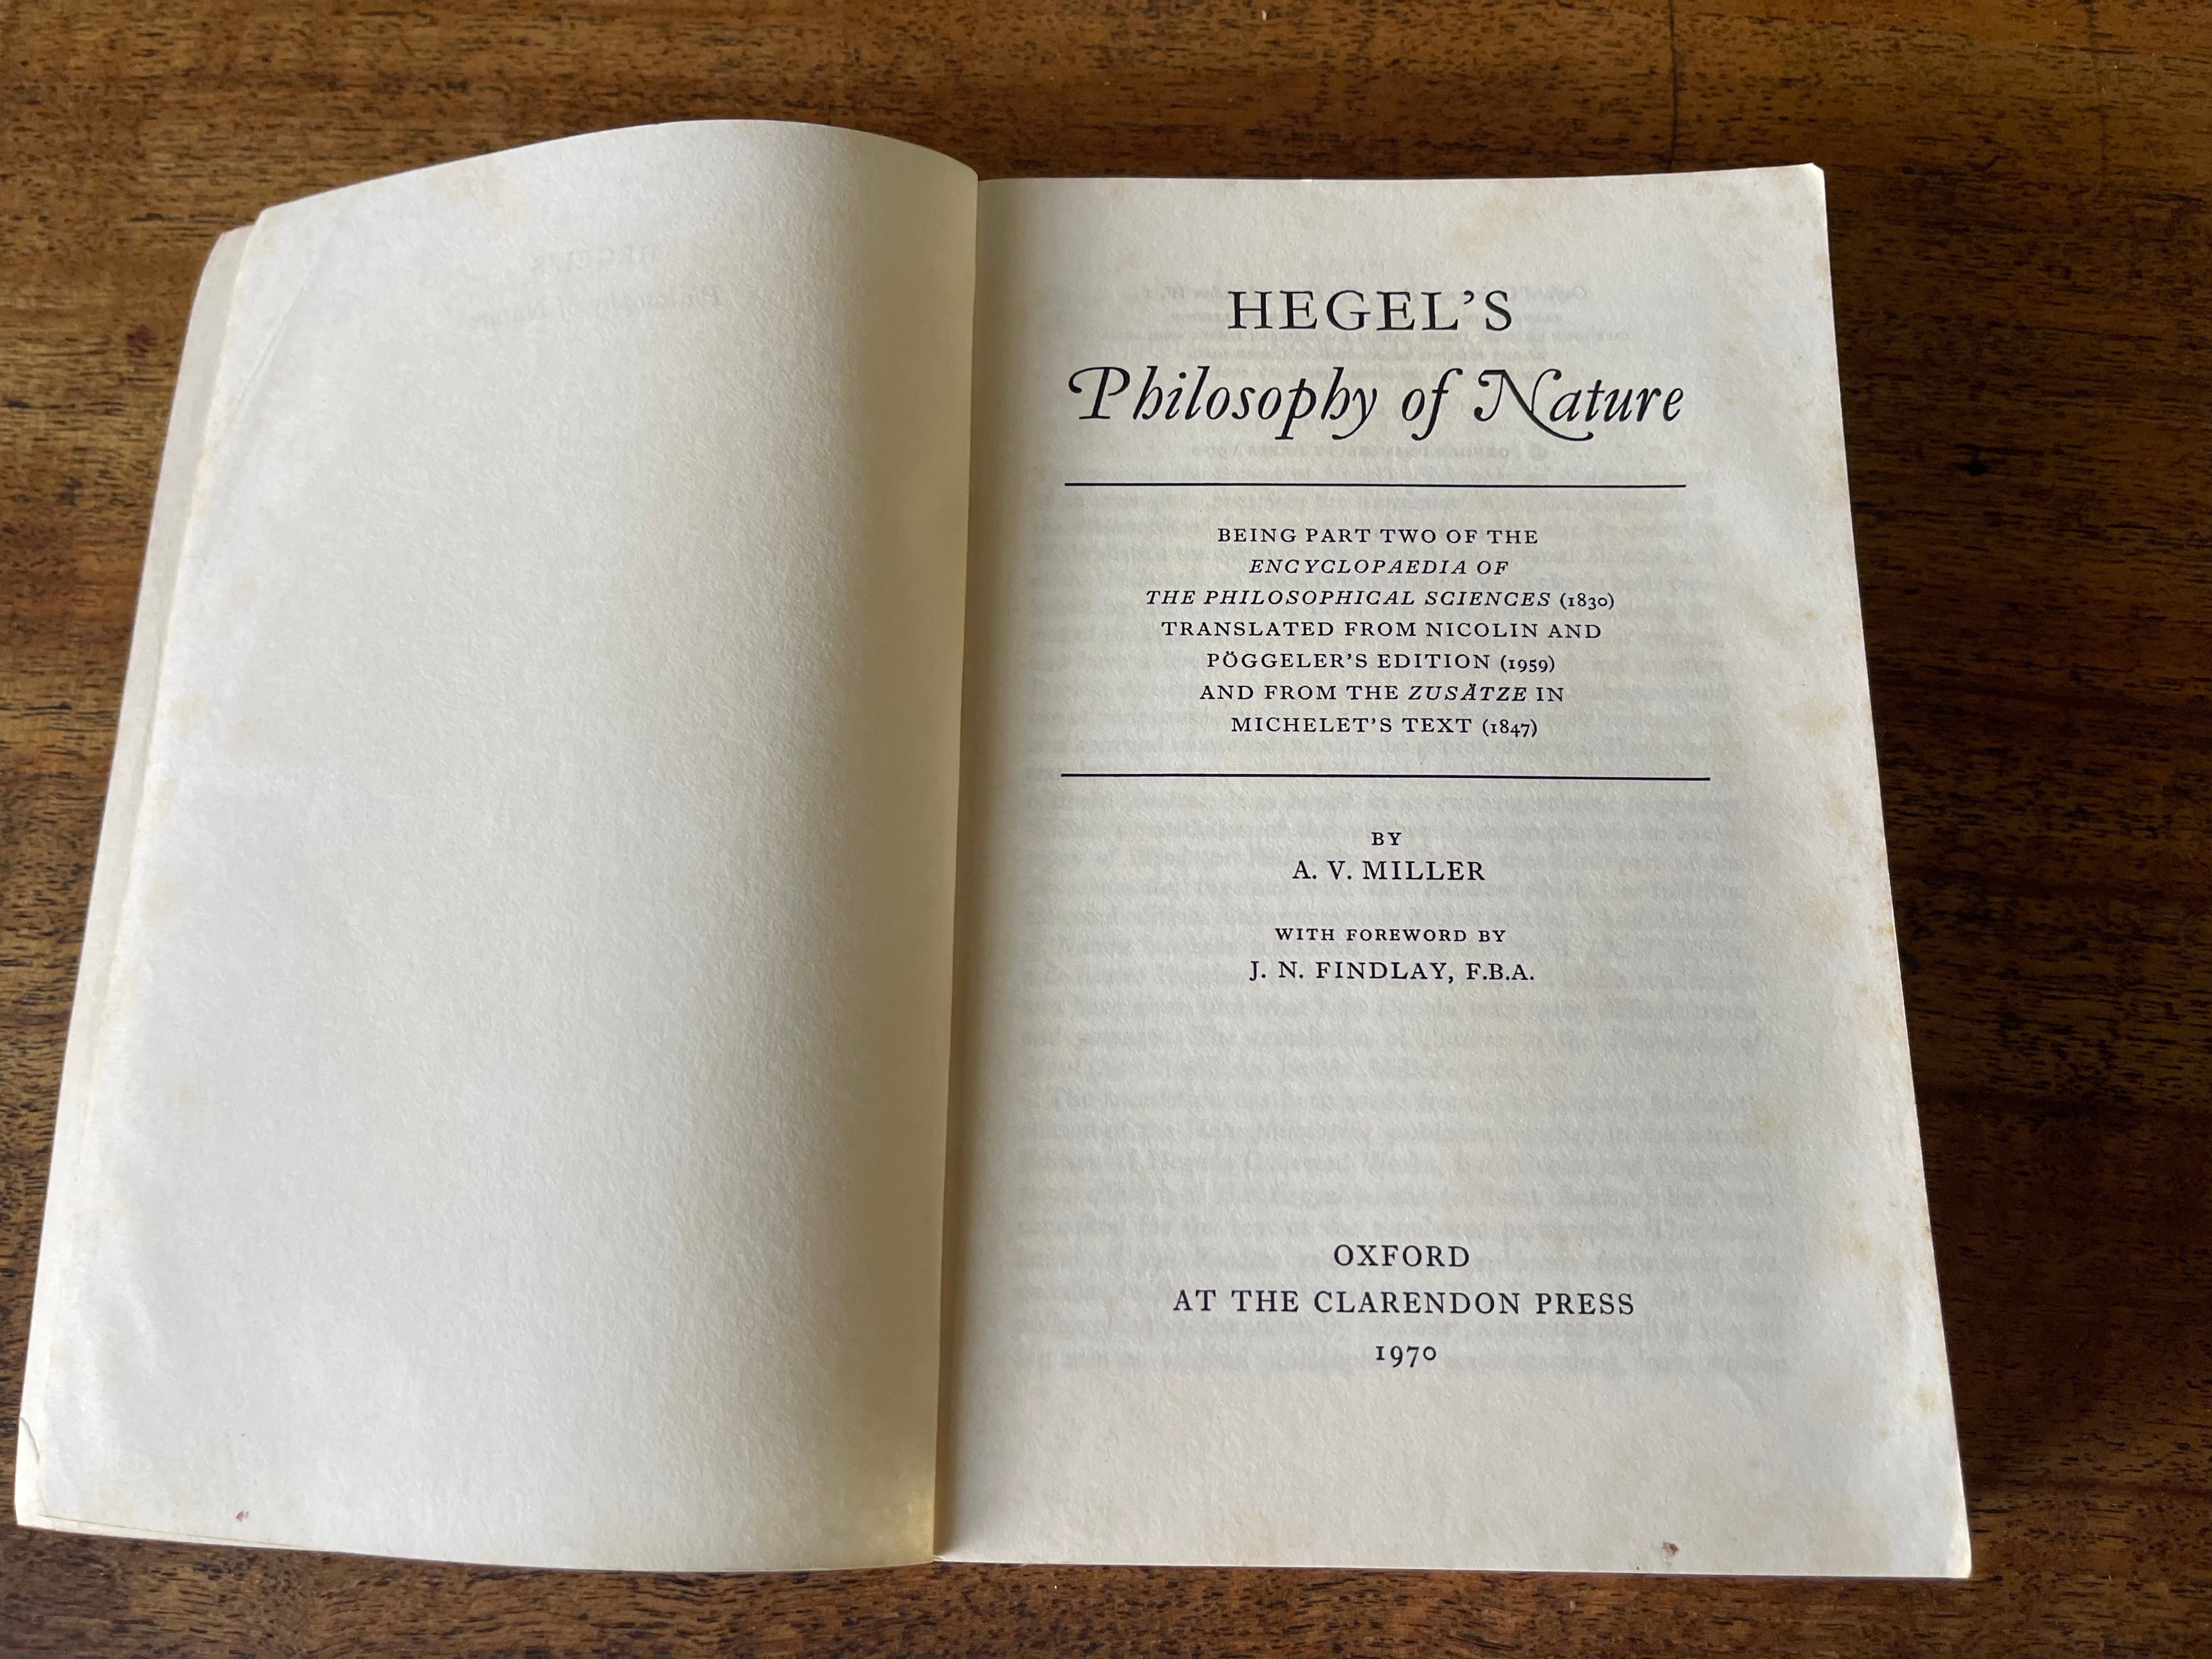 HEGEL'S
Philosophy of Nature
BEING PART TWO OF THE
ENCYCLOPAEDIA OF
THE PHILOSOPHICAL SCIENCES (1830)
TRANSLATED FROM NICOLIN AND
PÖGGELER'S EDITION (1959)
AND FROM THE ZUSÄTZE IN
MICHELET'S TEXT (1847)
BY
A. V. MILLER
WITH FOREWORD BY
J. N. FINDLAY, F.B.A.
OXFORD
AT THE CLARENDON PRESS
1970